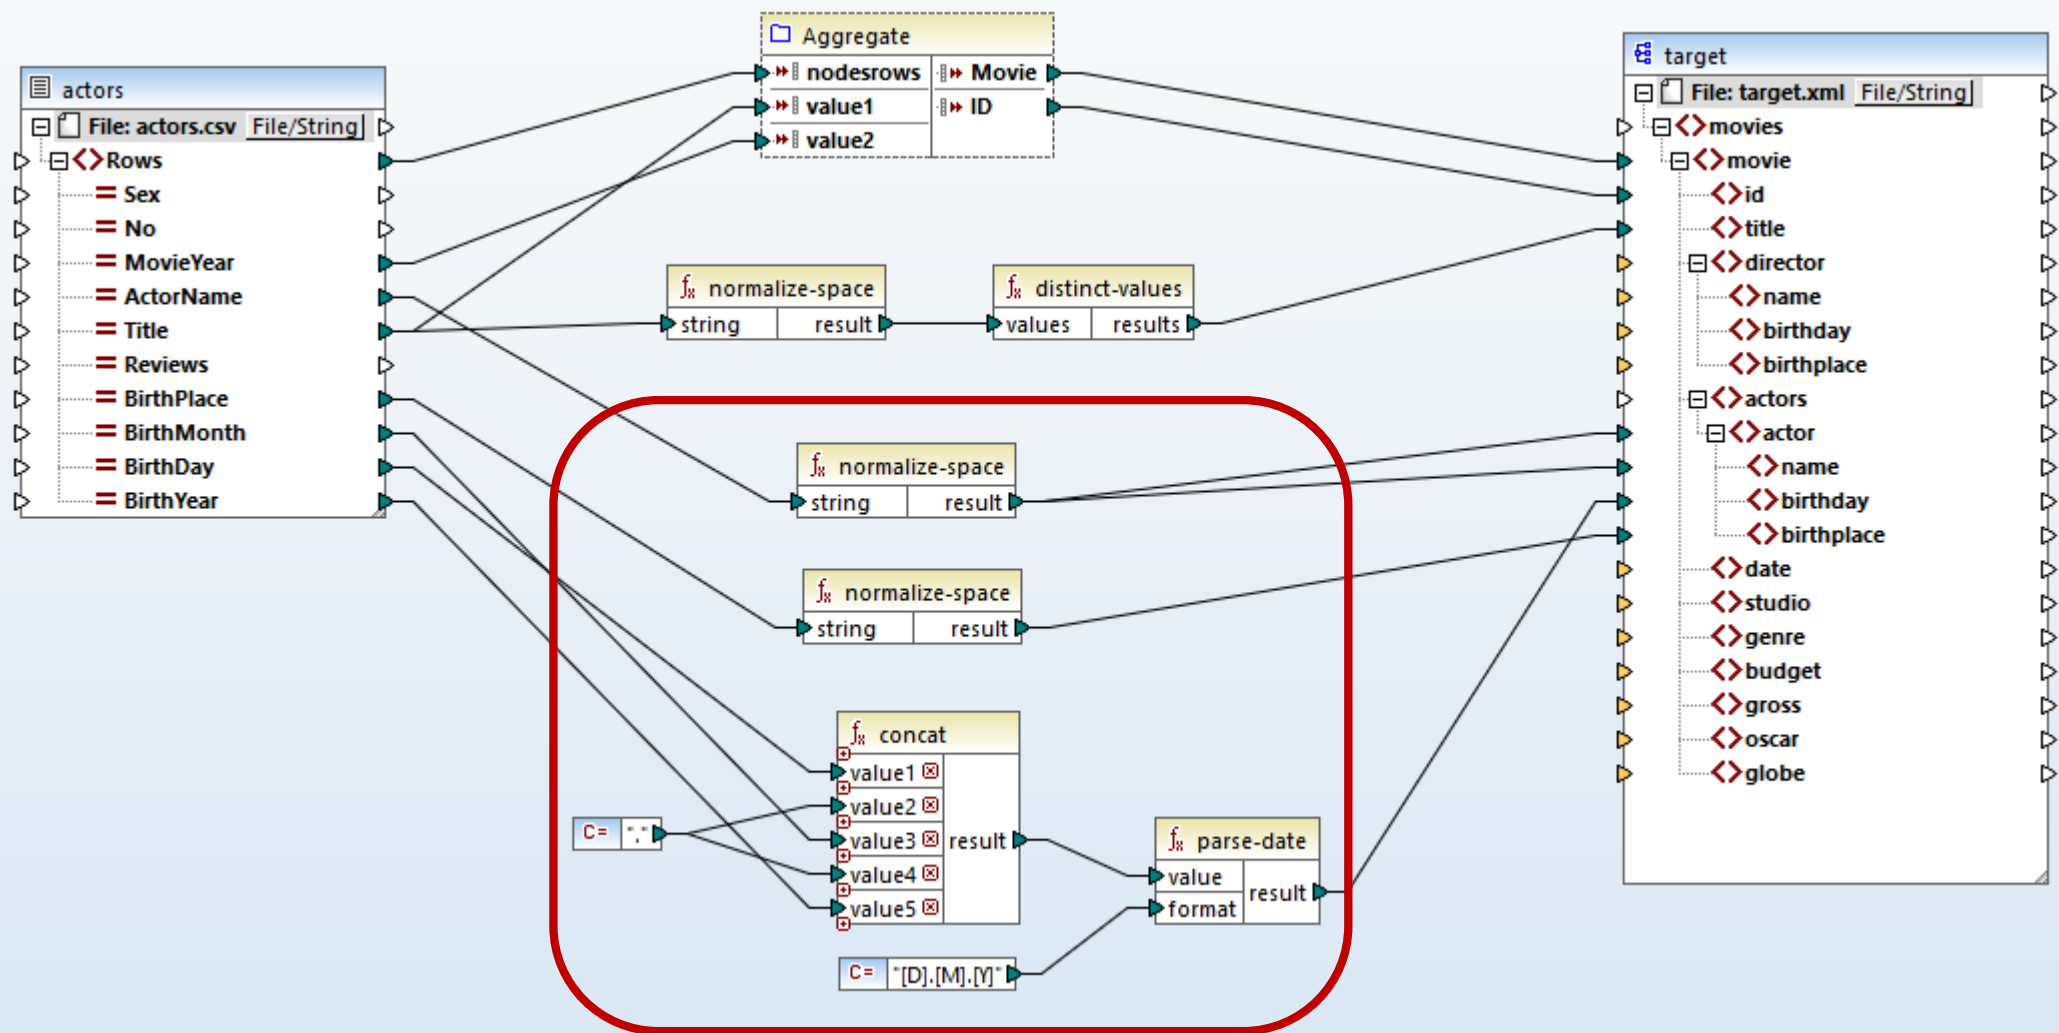 actors
File: actors.csv File/String
Rows
Sex
No
MovieYear
ActorName
Title
Reviews
BirthPlace
BirthMonth
BirthDay
BirthYear
Aggregate
nodesrows Movie
value1 ID
value2
normalize-space
string result
distinct-values
values results
normalize-space
string result
normalize-space
string result
concat
value1
value2
value3 result
value4
value5
C= "."
C= "[D].[M].[Y]"
parse-date
value
result
format
target
File: target.xml File/String
movies
movie
id
title
director
name
birthday
birthplace
actors
actor
name
birthday
birthplace
date
studio
genre
budget
gross
oscar
globe